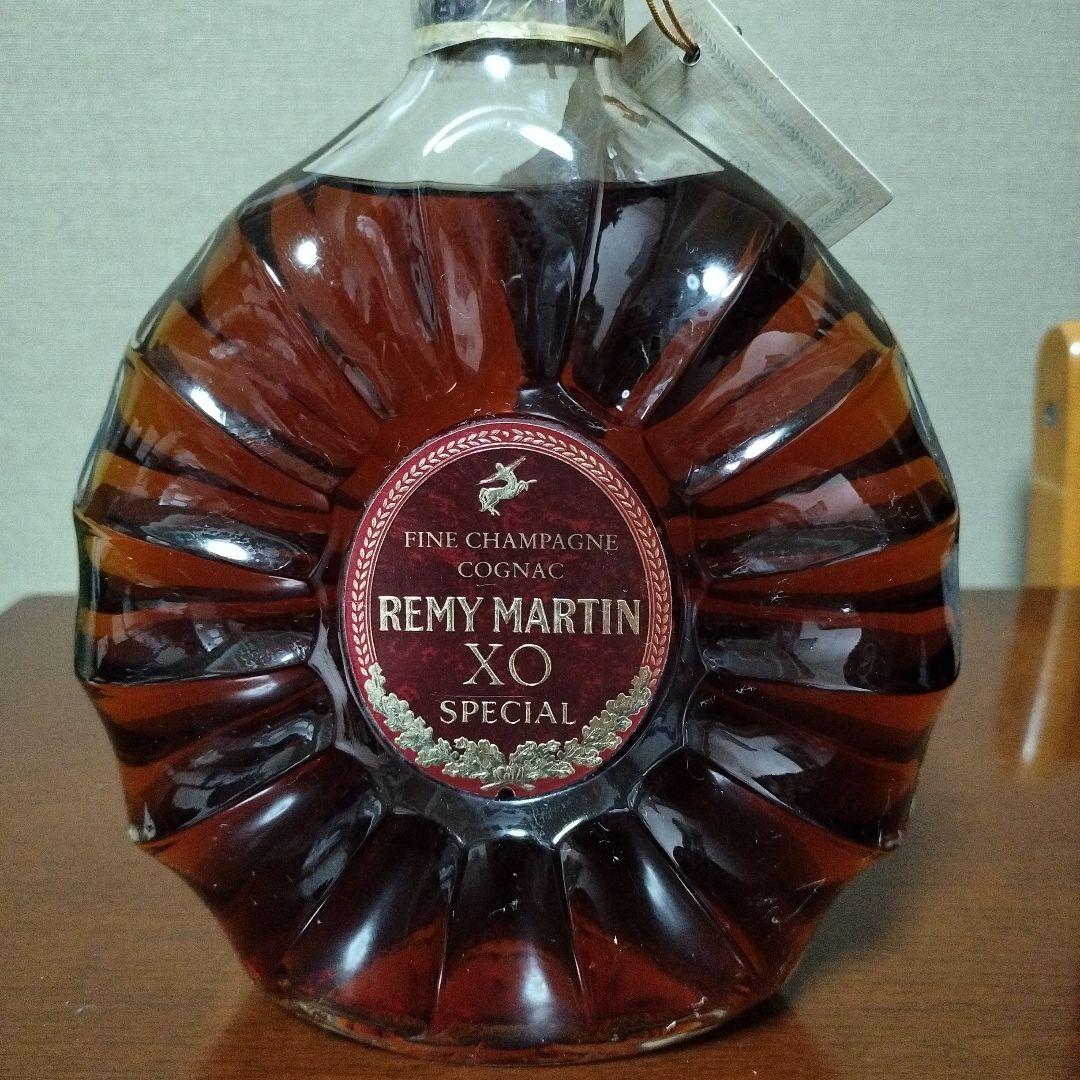 FINE CHAMPAGNE
COGNAC
REMY MARTIN
XO
SPECIAL